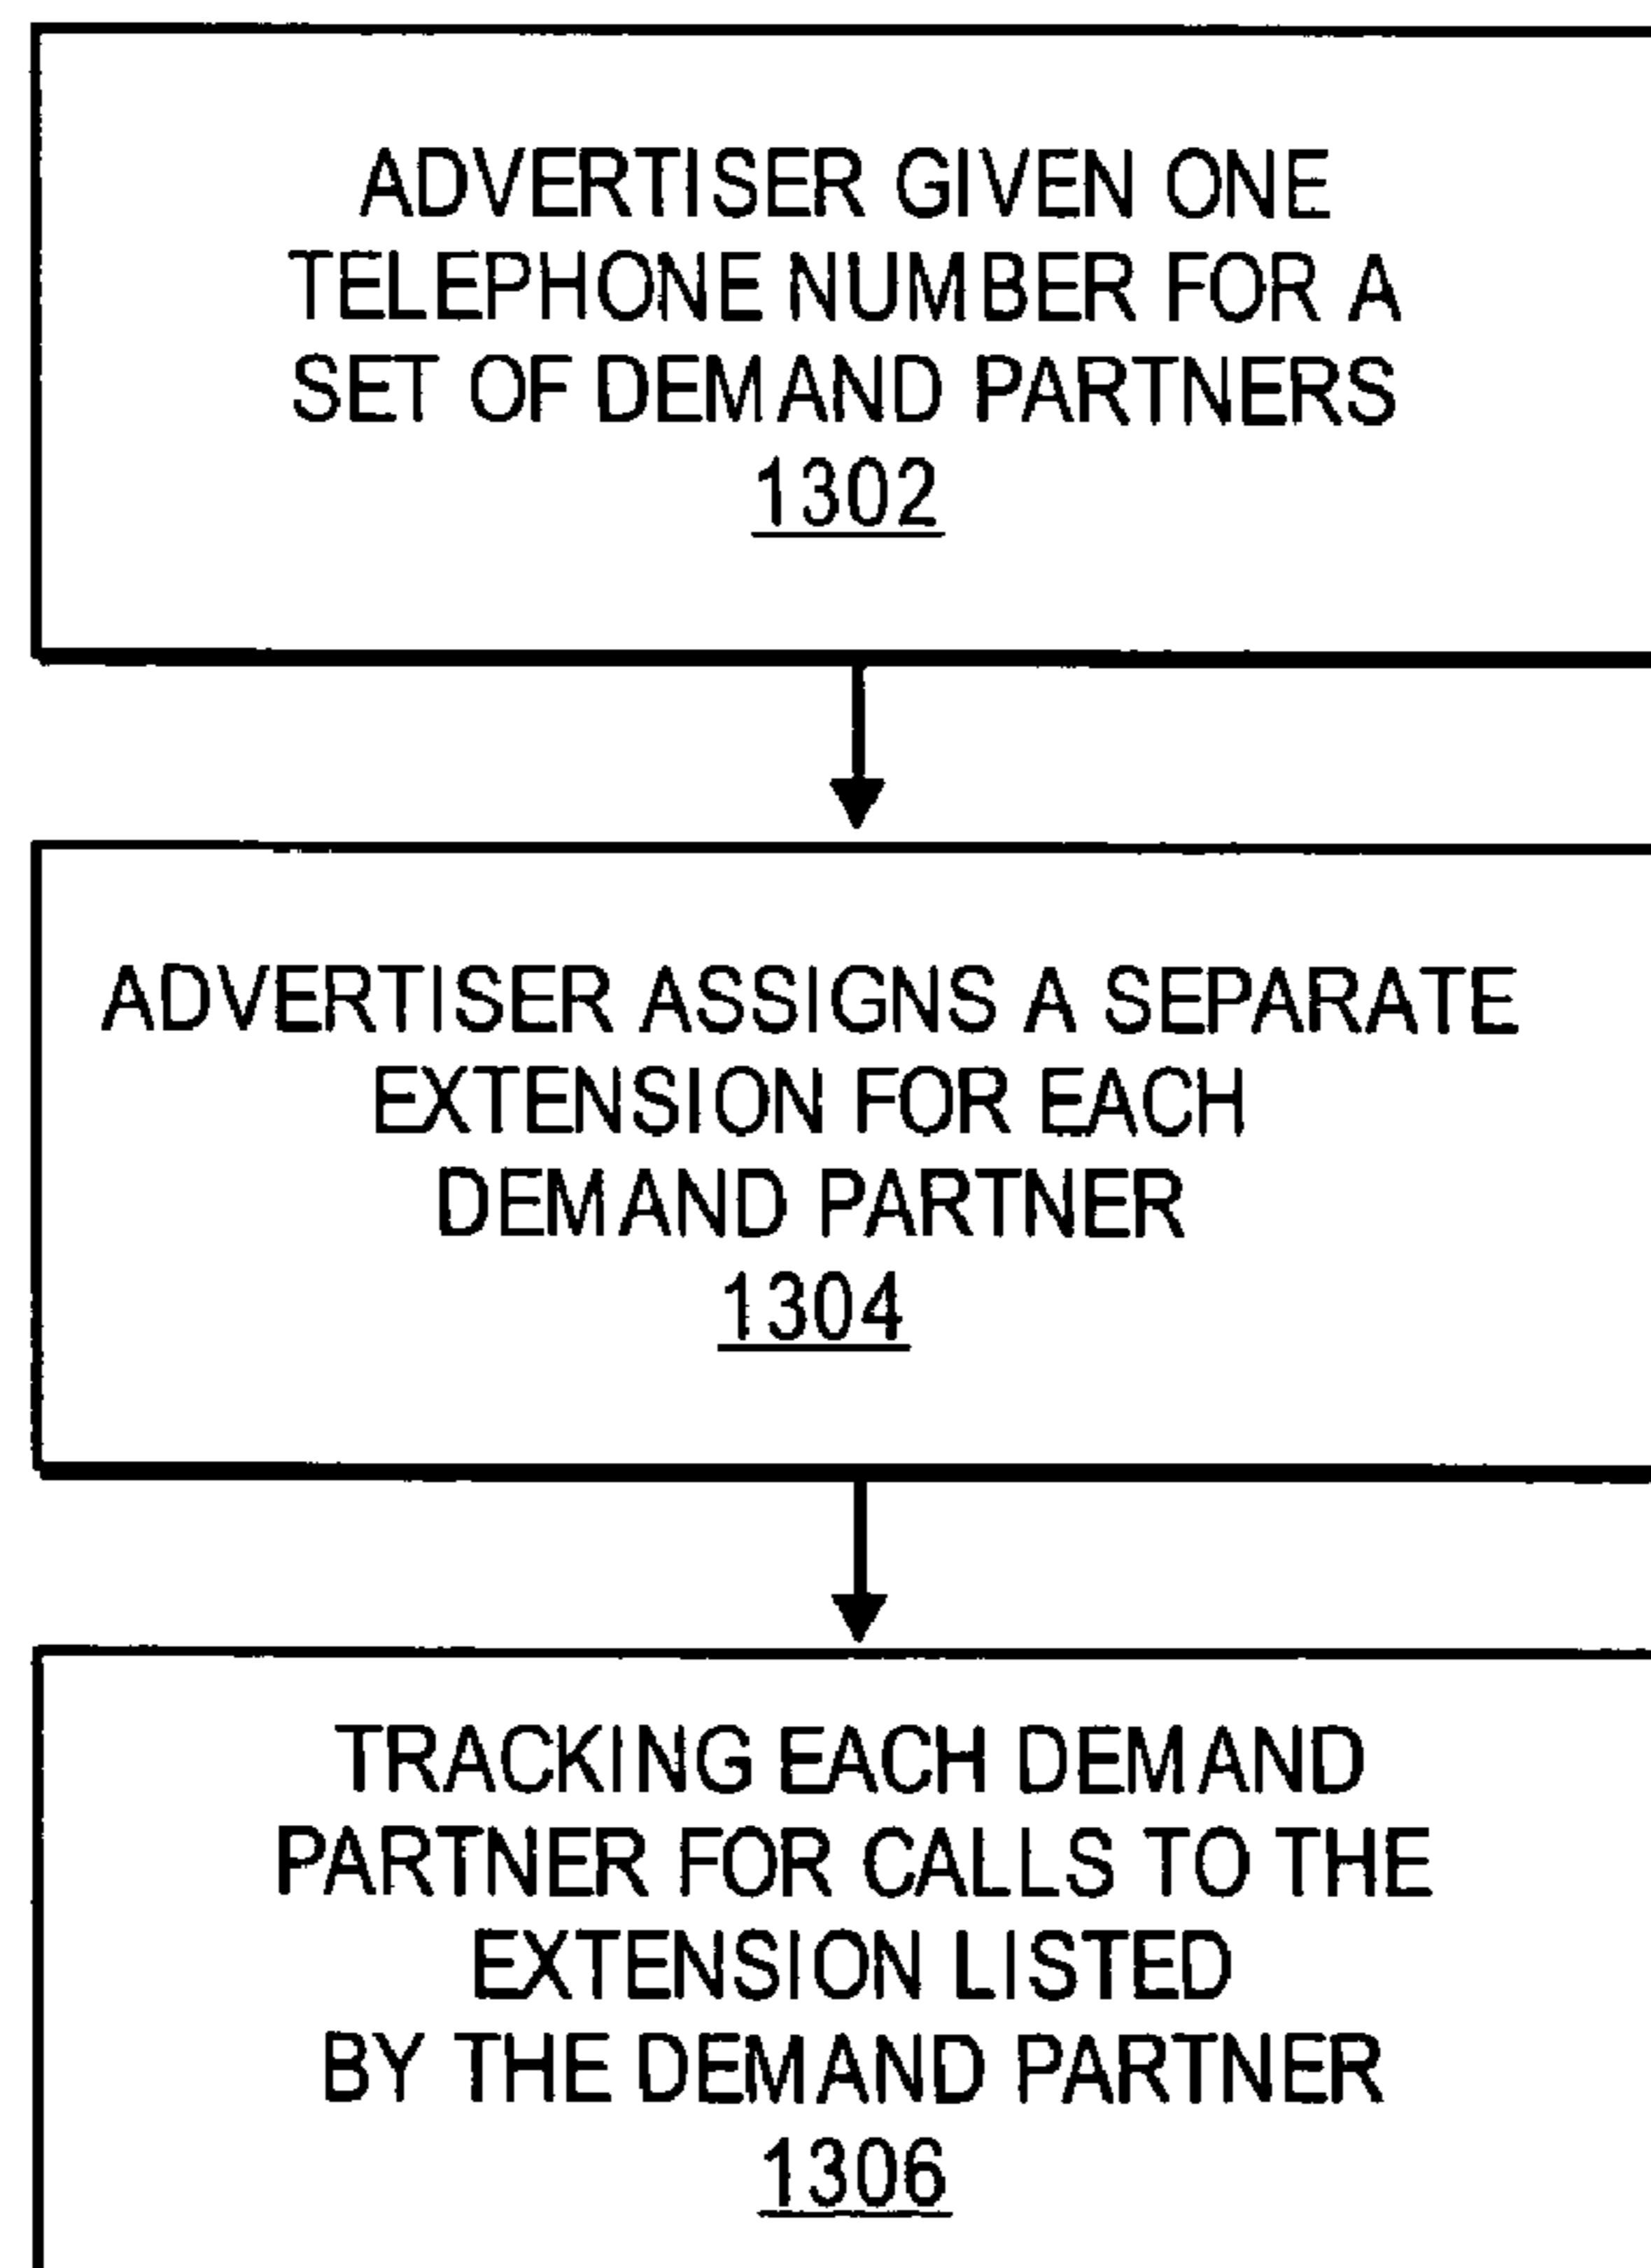 ADVERTISER GIVEN ONE
TELEPHONE NUMBER FOR A
SET OF DEMAND PARTNERS
1302
ADVERTISER ASSIGNS A SEPARATE
EXTENSION FOR EACH
DEMAND PARTNER
1304
TRACKING EACH DEMAND
PARTNER FOR CALLS TO THE
EXTENSION LISTED
BY THE DEMAND PARTNER
1306